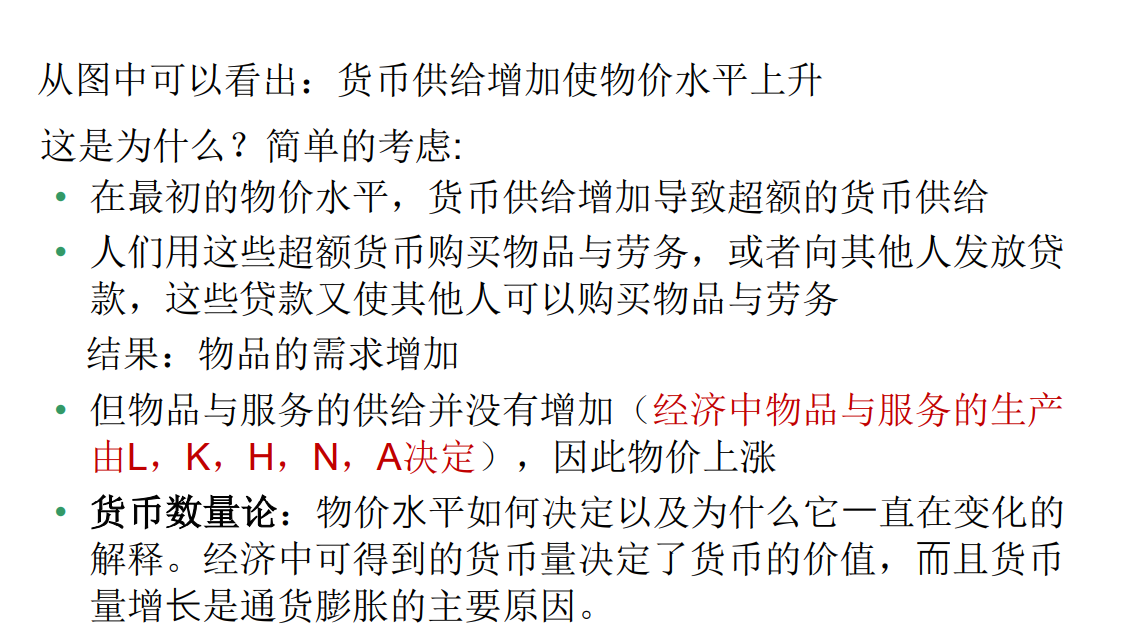 从图中可以看出：货币供给增加使物价水平上升
这是为什么？简单的考虑:
• 在最初的物价水平，货币供给增加导致超额的货币供给
• 人们用这些超额货币购买物品与劳务，或者向其他人发放贷
款，这些贷款又使其他人可以购买物品与劳务
结果：物品的需求增加
• 但物品与服务的供给并没有增加（经济中物品与服务的生产
由L，K，H，N，A决定），因此物价上涨
• 货币数量论：物价水平如何决定以及为什么它一直在变化的
解释。经济中可得到的货币量决定了货币的价值，而且货币
量增长是通货膨胀的主要原因。